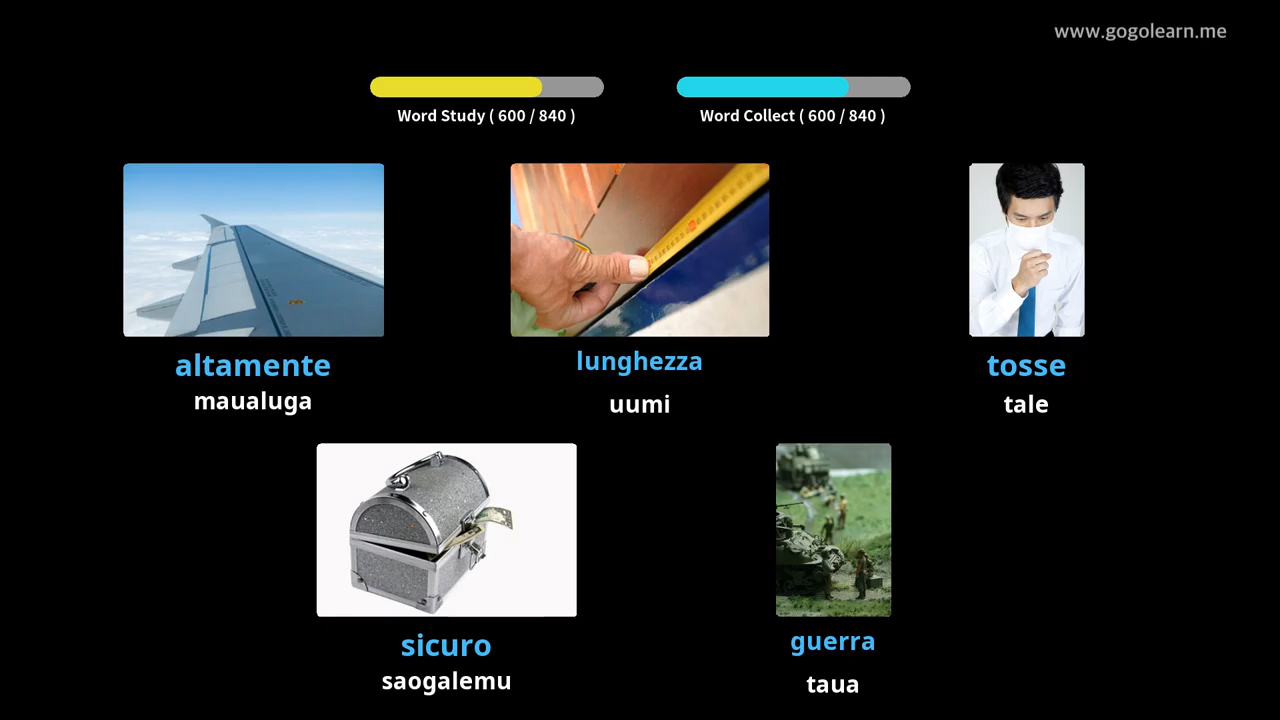 www.gogolearn.me
Word Study ( 600 / 840 )
Word Collect ( 600 / 840 )
altamente
maualuga
lunghezza
uumi
tosse
tale
sicuro
saogalemu
guerra
taua